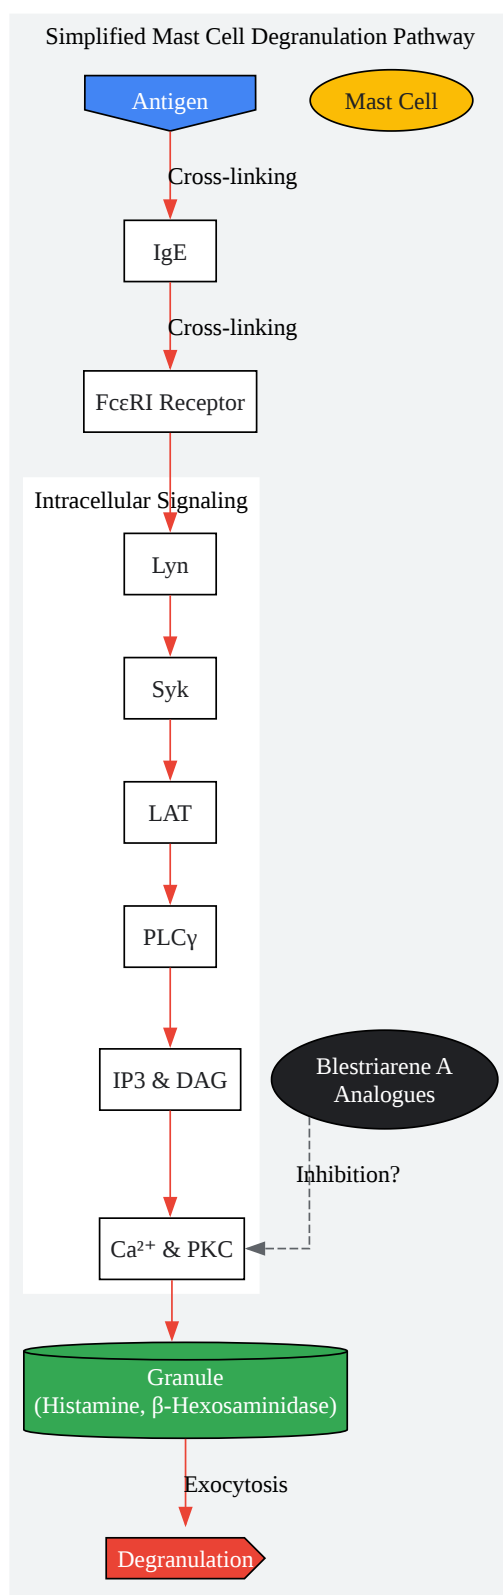 Simplified Mast Cell Degranulation Pathway
Antigen
Mast Cell
Cross-linking
IgE
Cross-linking
FcεRI Receptor
Intracellular Signaling
Lyn
Syk
LAT
PLCγ
IP3 & DAG
Blestriarene A
Analogues
Inhibition?
Ca²⁺ & PKC
Granule
(Histamine, β-Hexosaminidase)
Exocytosis
Degranulation